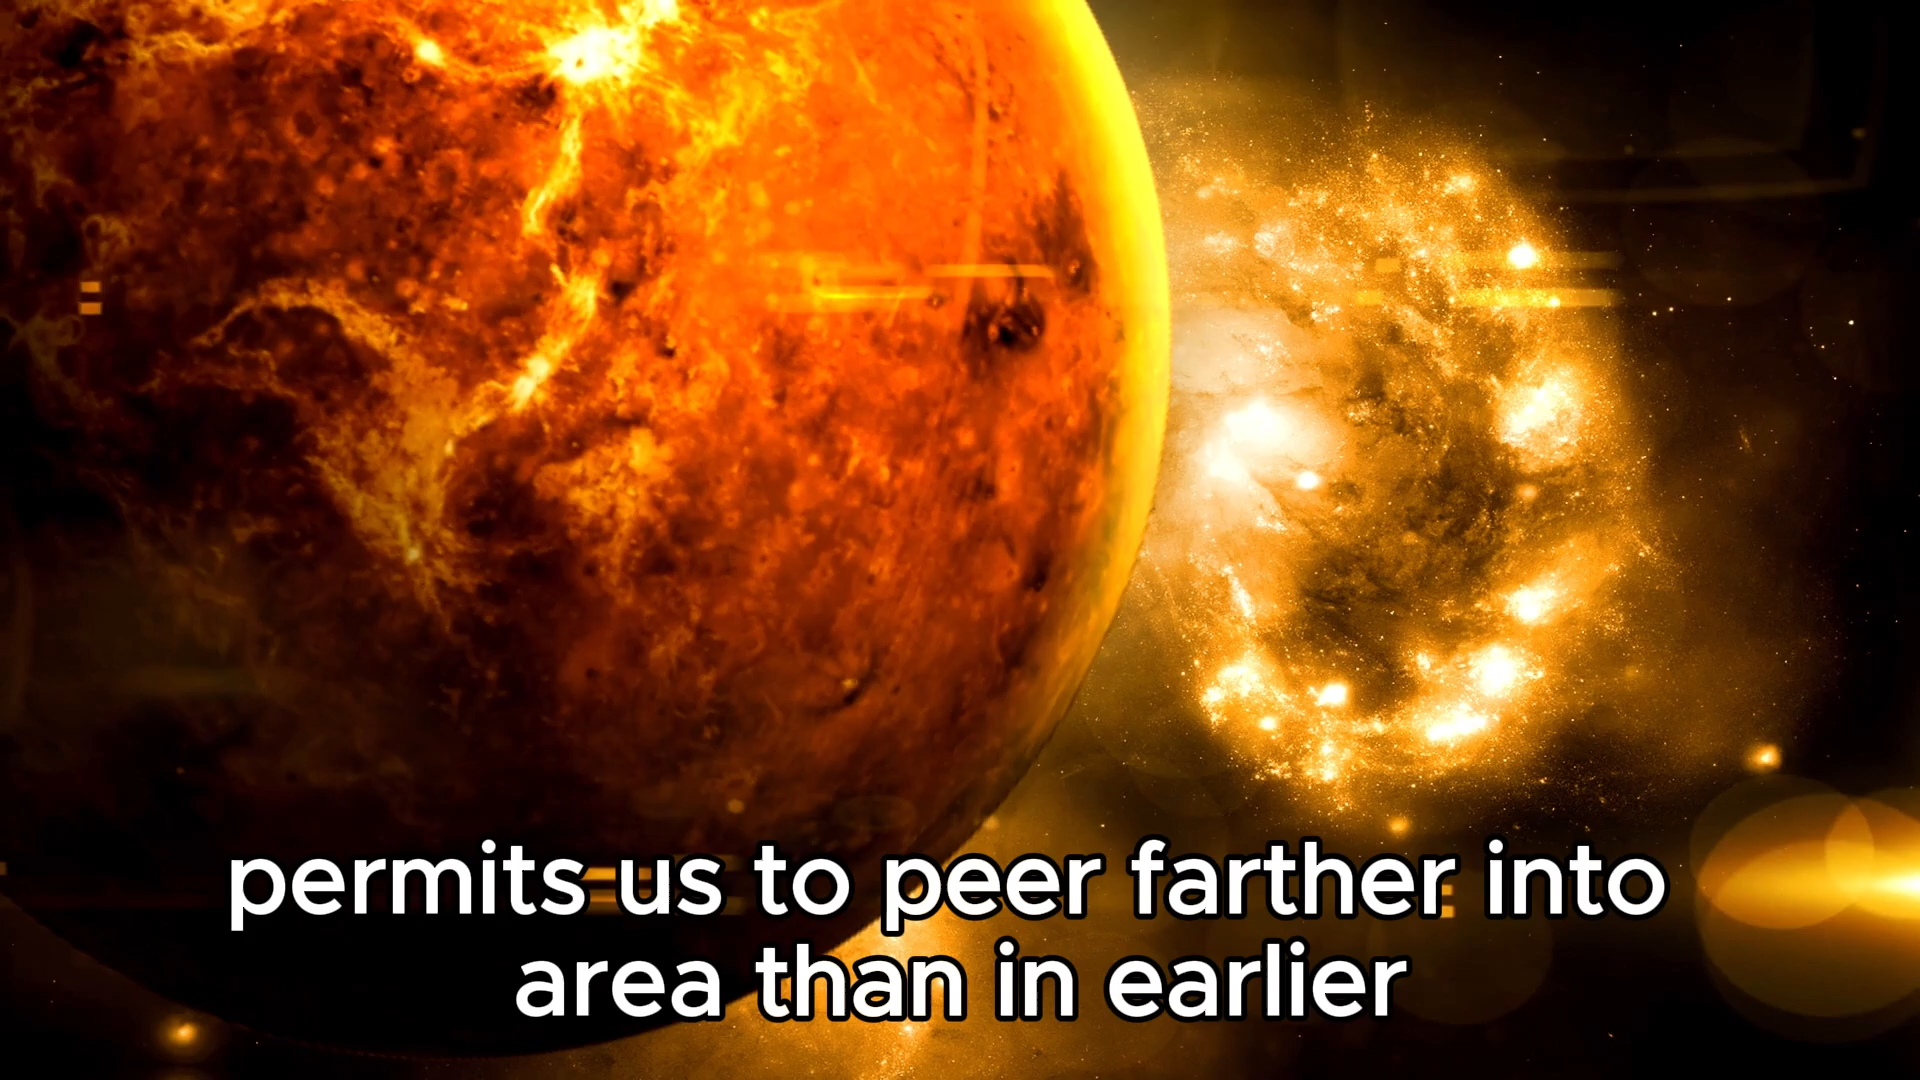 permits us to peer farther into
area than in earlier